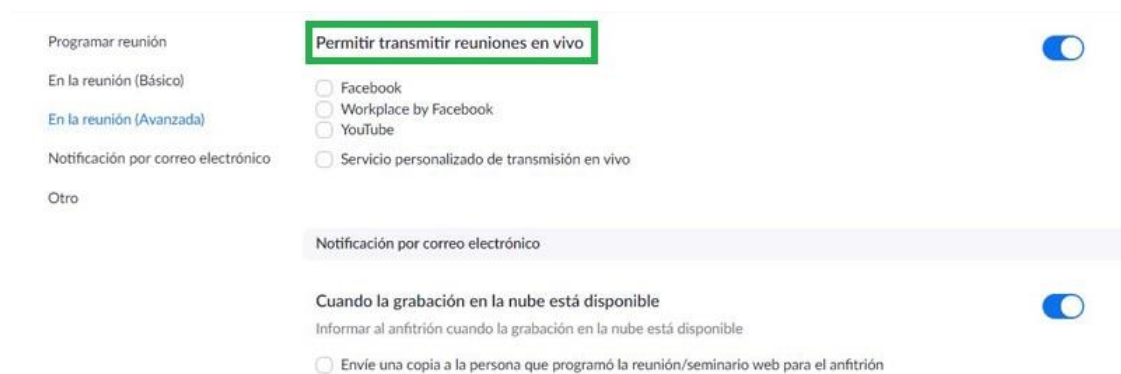 Programar reunión
En la reunión (Básico)
En la reunión (Avanzada)
Notificación por correo electrónico
Otro
Permitir transmitir reuniones en vivo
Facebook
Workplace by Facebook
YouTube
Servicio personalizado de transmisión en vivo
Notificación por correo electrónico
Cuando la grabación en la nube está disponible
Informar al anfitrión cuando la grabación en la nube está disponible
Envíe una copia a la persona que programó la reunión/seminario web para el anfitrión